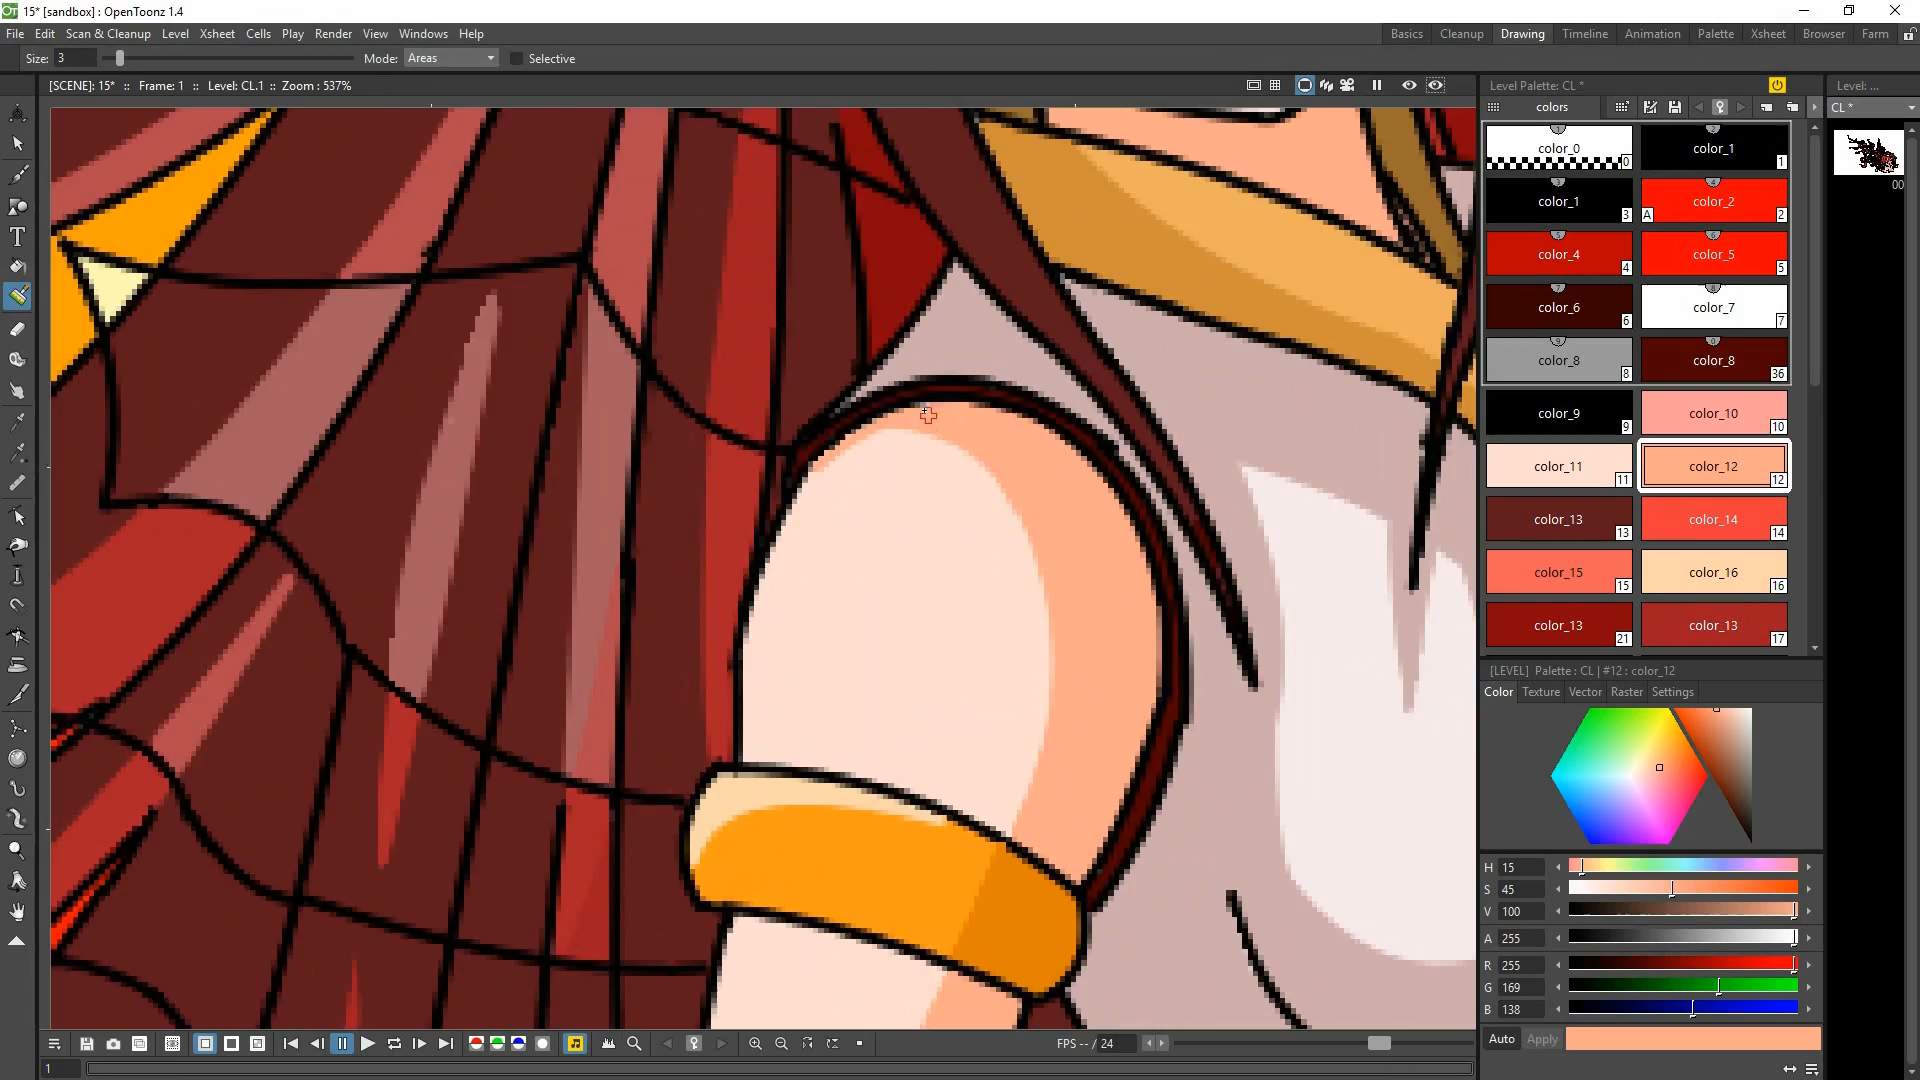 15* [sandbox] : OpenToonz 1.4
File Edit Scan & Cleanup Level Xsheet Cells Play Render View Windows Help
Basics Cleanup Drawing Timeline Animation Palette Xsheet Browser Farm
Size: 3 Mode: Areas Selective
[SCENE]: 15* :: Frame: 1 :: Level: CL.1 :: Zoom : 537%
Level Palette: CL *
Level: ...
colors
CL *
color_0 0 color_1 1
color_1 3 color_2 A 2
color_4 4 color_5 5
color_6 6 color_7 7
color_8 8 color_8 36
color_9 9 color_10 10
color_11 11 color_12 12
color_13 13 color_14 14
color_15 15 color_16 16
color_13 21 color_13 17
00
[LEVEL] Palette : CL | #12 : color_12
Color Texture Vector Raster Settings
H 15
S 45
V 100
A 255
R 255
G 169
B 138
Auto Apply
FPS -- / 24
1